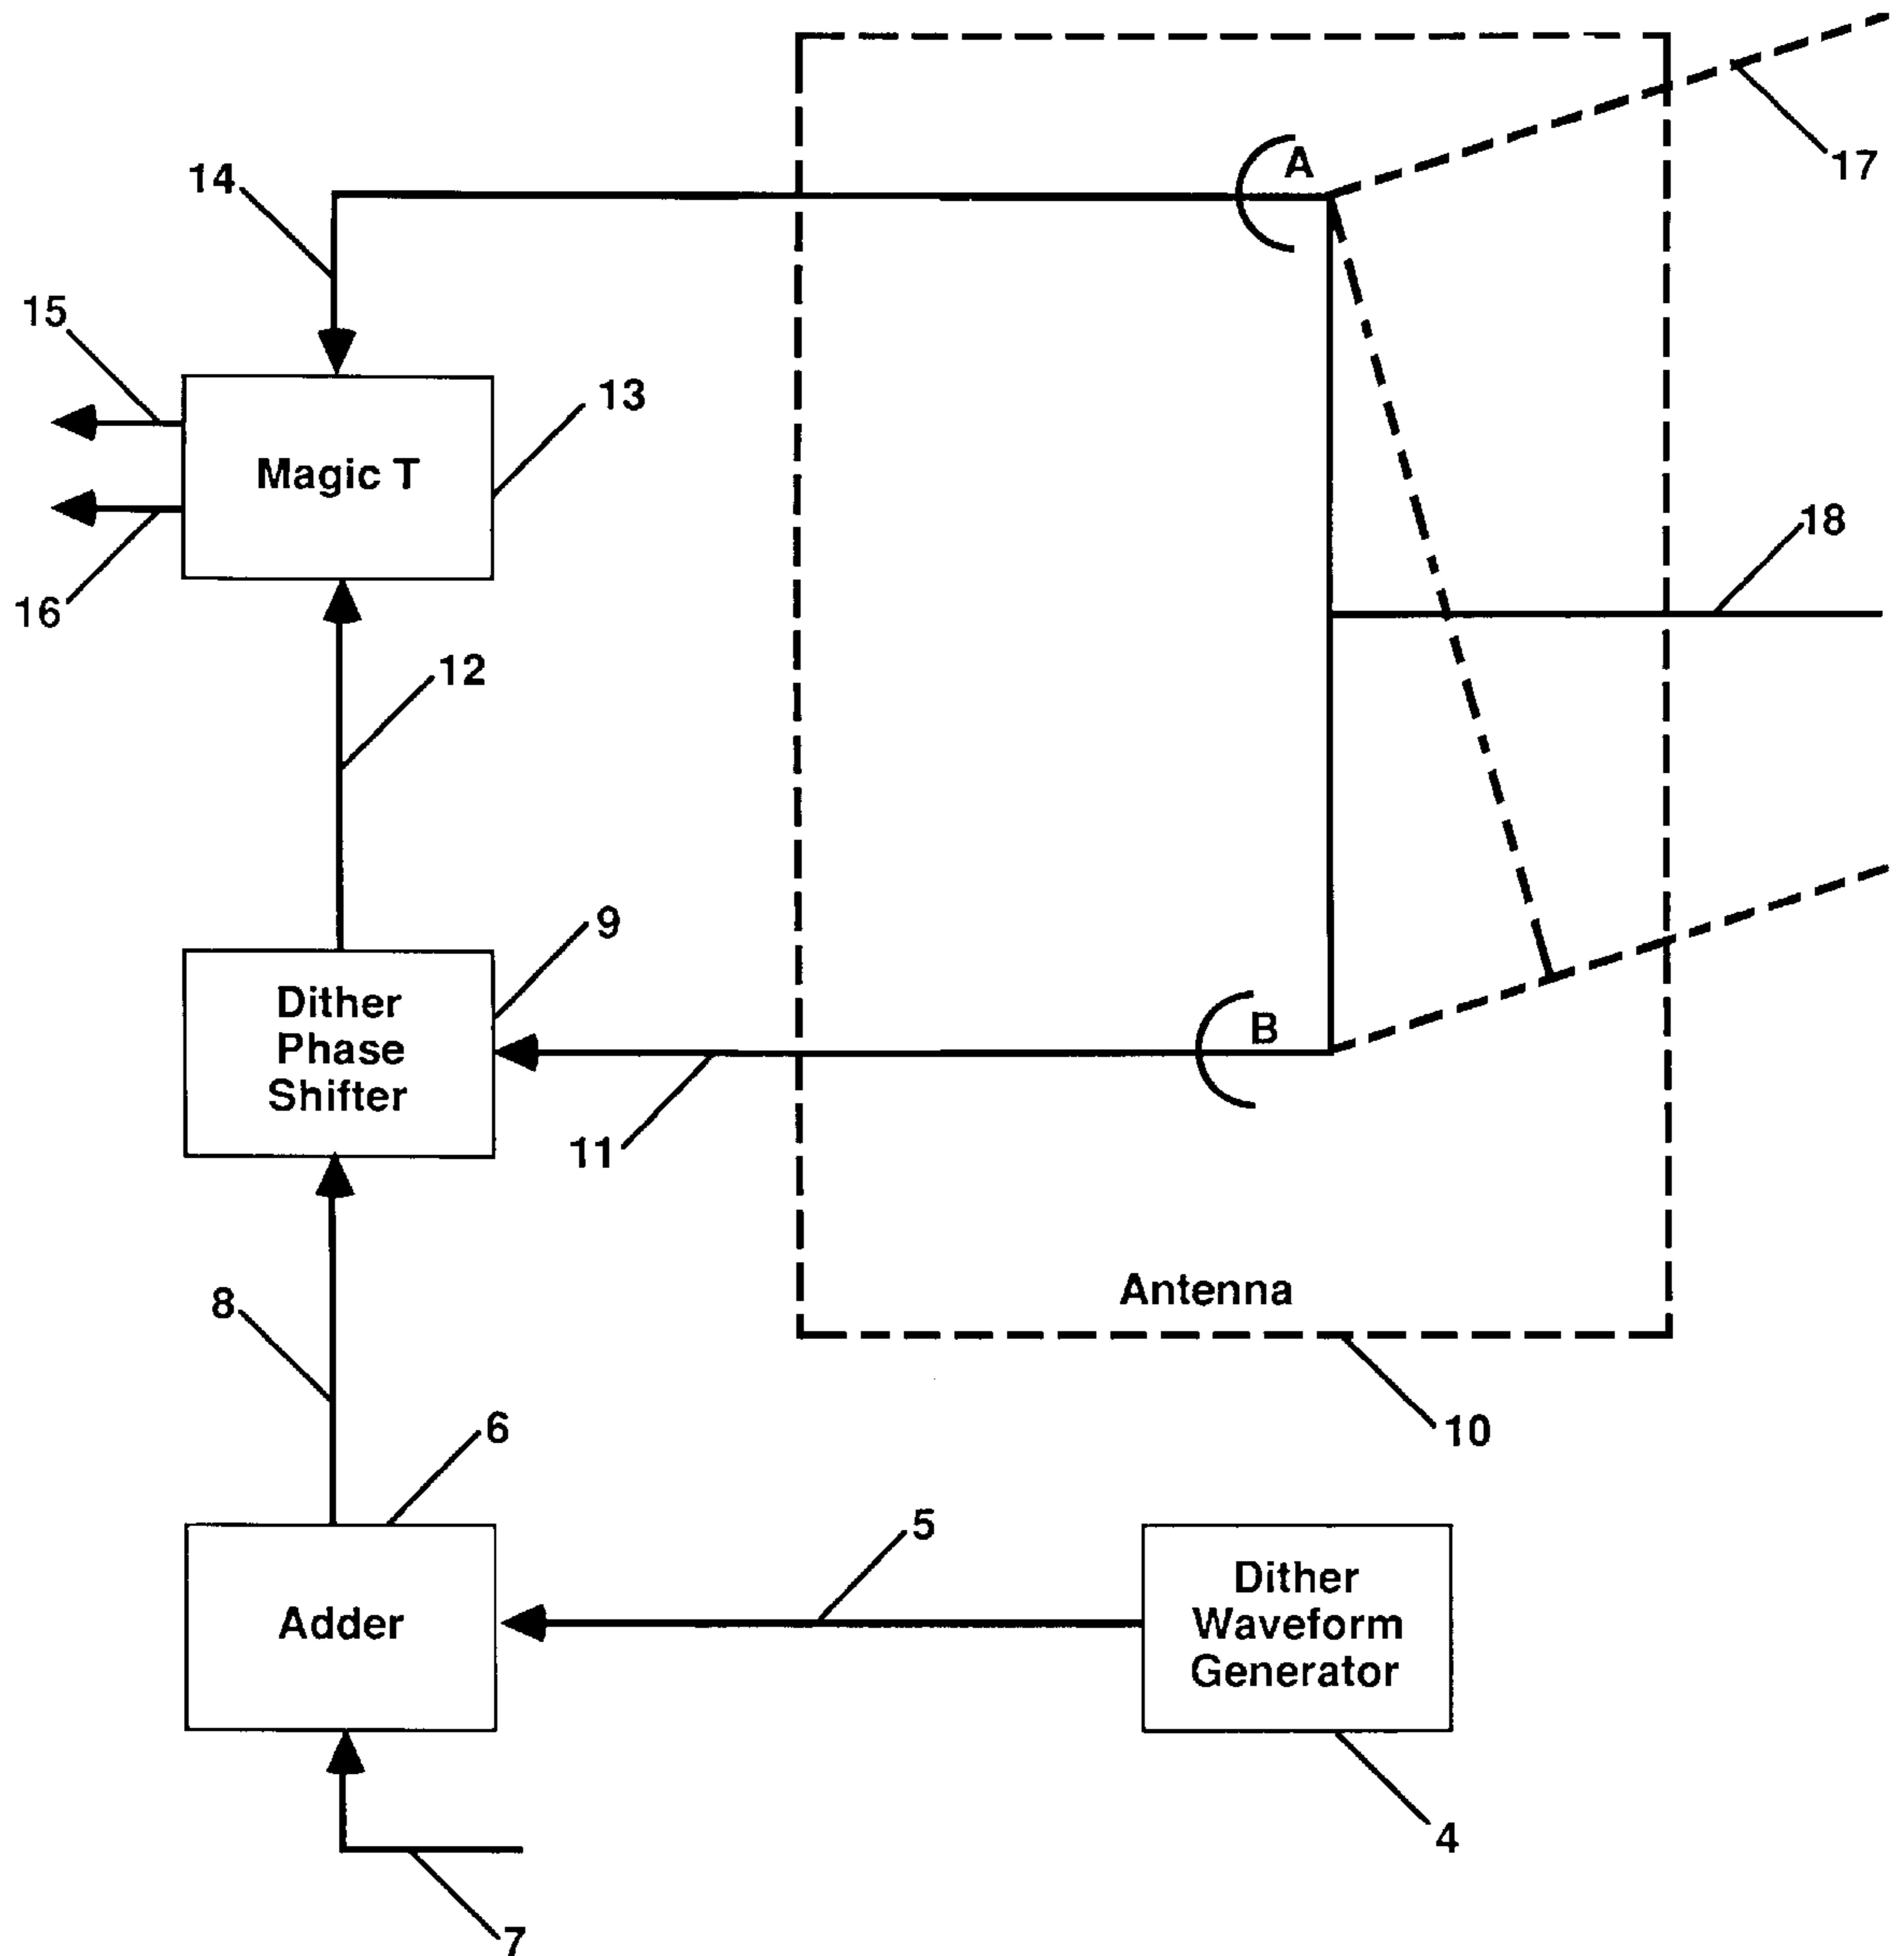 17
A
14
15
13
Magic T
16
18
12
9
Dither
Phase
Shifter
B
11
Antenna
8
10
6
5
Adder
Dither
Waveform
Generator
4
7